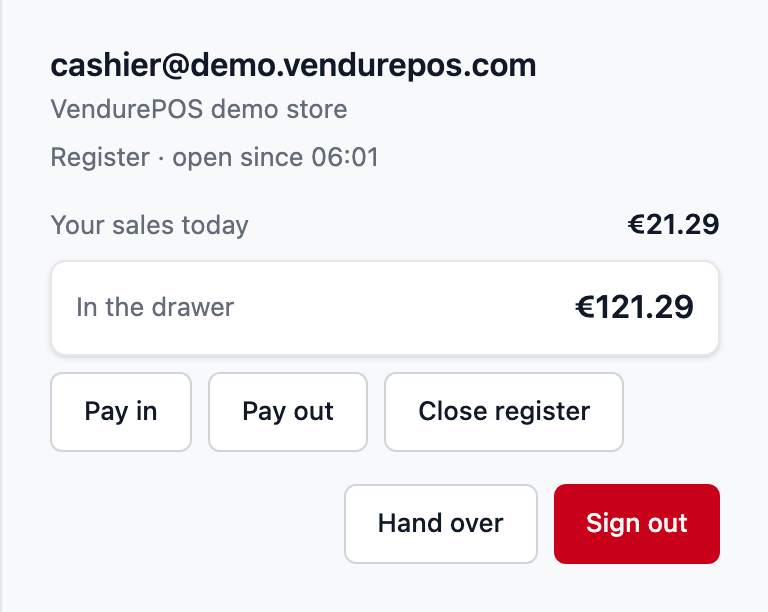 cashier@demo.vendurepos.com
VendurePOS demo store
Register · open since 06:01
Your sales today €21.29
In the drawer €121.29
Pay in Pay out Close register
Hand over Sign out